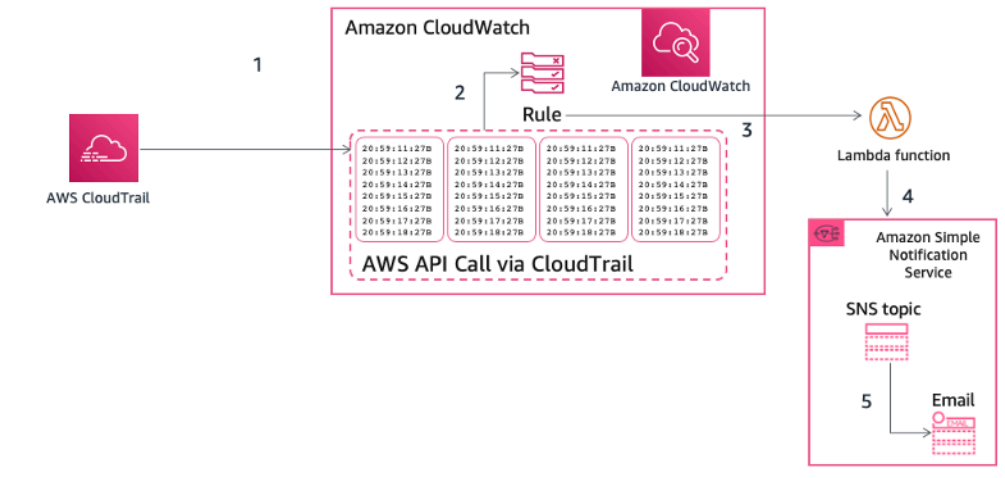 Amazon CloudWatch
1
2
Amazon CloudWatch
Rule
3
AWS CloudTrail
20:59:11:27B 20:59:11:27B 20:59:11:27B 20:59:11:27B
20:59:12:27B 20:59:12:27B 20:59:12:27B 20:59:12:27B
20:59:13:27B 20:59:13:27B 20:59:13:27B 20:59:13:27B
20:59:14:27B 20:59:14:27B 20:59:14:27B 20:59:14:27B
20:59:15:27B 20:59:15:27B 20:59:15:27B 20:59:15:27B
20:59:16:27B 20:59:16:27B 20:59:16:27B 20:59:16:27B
20:59:17:27B 20:59:17:27B 20:59:17:27B 20:59:17:27B
20:59:18:27B 20:59:18:27B 20:59:18:27B 20:59:18:27B
AWS API Call via CloudTrail
Lambda function
4
Amazon Simple
Notification
Service
SNS topic
5
Email
EMAIL